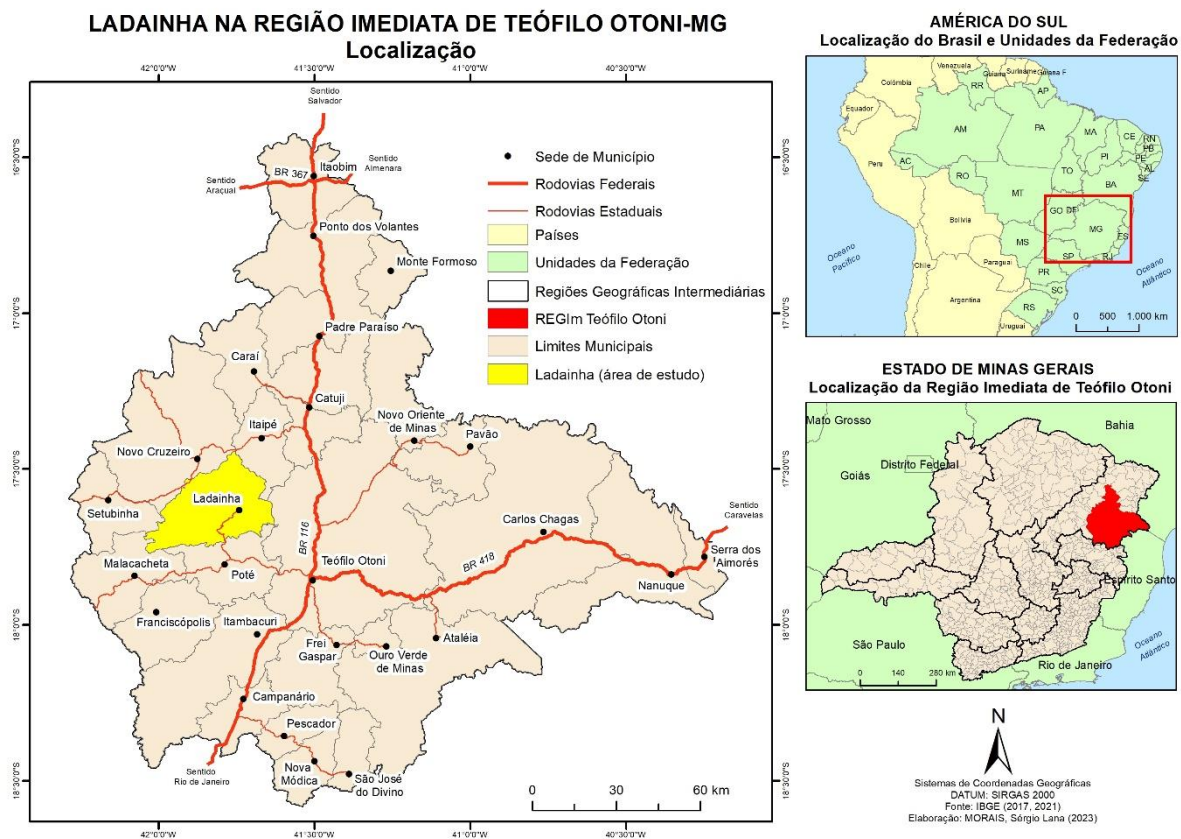 LADAINHA NA REGIÃO IMEDIATA DE TEÓFILO OTONI-MG
Localização
42°0'0"W
41°30'0"W
41°0'0"W
40°30'0"W
16°30'0"S
17°0'0"S
17°30'0"S
18°0'0"S
18°30'0"S
Sentido
Salvador
Sentido
Almenara
Itaobim
BR 367
Sentido
Araçuaí
Ponto dos Volantes
Monte Formoso
Padre Paraíso
Caraí
Catuji
Novo Oriente
de Minas
Itaipé
Pavão
Novo Cruzeiro
Ladainha
Setubinha
Carlos Chagas
Sentido
Caravelas
BR 116
Malacacheta
Teófilo Otoni
BR 418
Serra dos
Aimorés
Poté
Nanuque
Franciscópolis
Itambacuri
Frei
Gaspar
Ouro Verde
de Minas
Ataléia
Campanário
Pescador
Sentido
Rio de Janeiro
Nova
Módica
São José
do Divino
Sede de Município
Rodovias Federais
Rodovias Estaduais
Países
Unidades da Federação
Regiões Geográficas Intermediárias
REGIm Teófilo Otoni
Limites Municipais
Ladainha (área de estudo)
0 30 60 km
AMÉRICA DO SUL
Localização do Brasil e Unidades da Federação
Venezuela
Guiana
Suriname
Guiana F
Colômbia
RR
AP
Equador
AM
PA
MA
CE
RN
PB
PE
AL
SE
PI
Peru
AC
RO
TO
BA
MT
GO
DF
Bolívia
MG
ES
MS
SP
RJ
Oceano
Pacífico
Oceano
Atlântico
Chile
Paraguai
PR
SC
Argentina
RS
Uruguai
0 500 1.000 km
ESTADO DE MINAS GERAIS
Localização da Região Imediata de Teófilo Otoni
Mato Grosso
Bahia
Distrito Federal
Goiás
Espírito Santo
São Paulo
Rio de Janeiro
Oceano
Atlântico
0 140 280 km
N
Sistemas de Coordenadas Geográficas
DATUM: SIRGAS 2000
Fonte: IBGE (2017, 2021)
Elaboração: MORAIS, Sérgio Lana (2023)